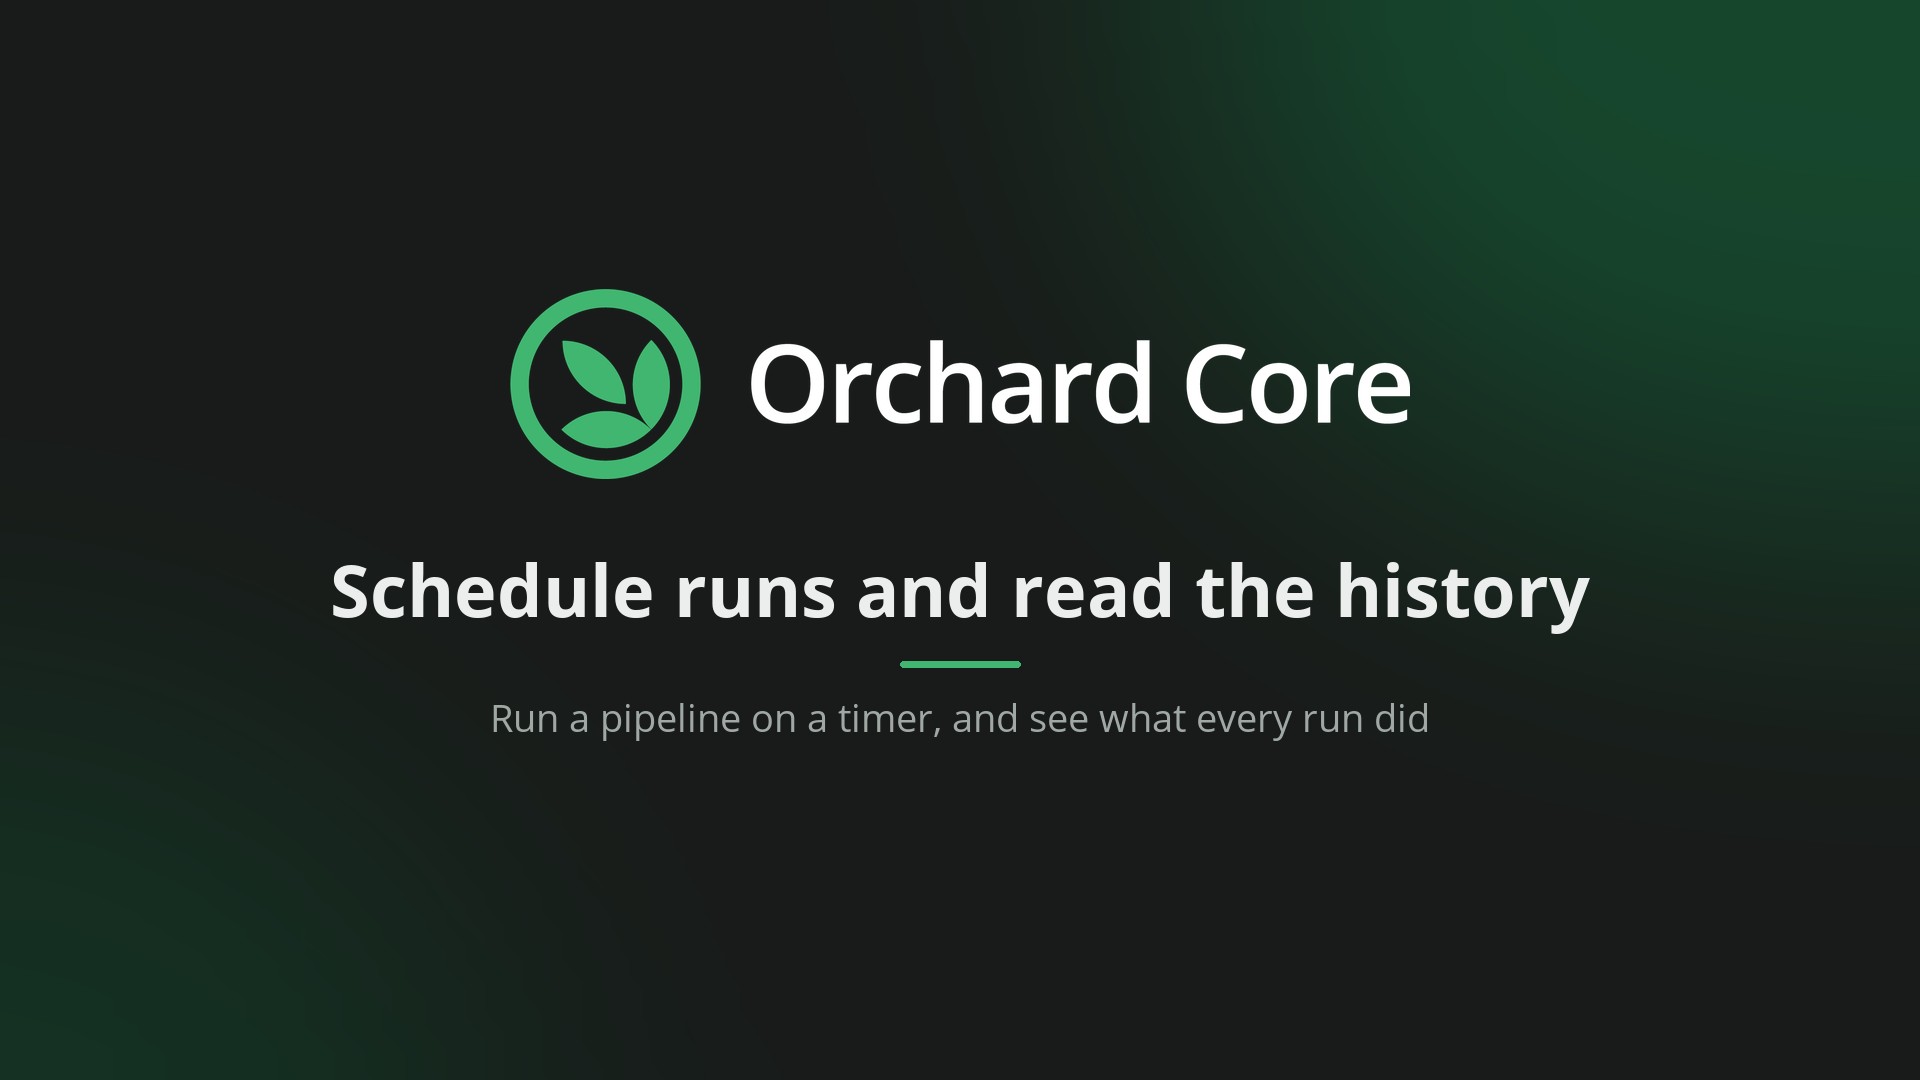 Orchard Core
Schedule runs and read the history
Run a pipeline on a timer, and see what every run did